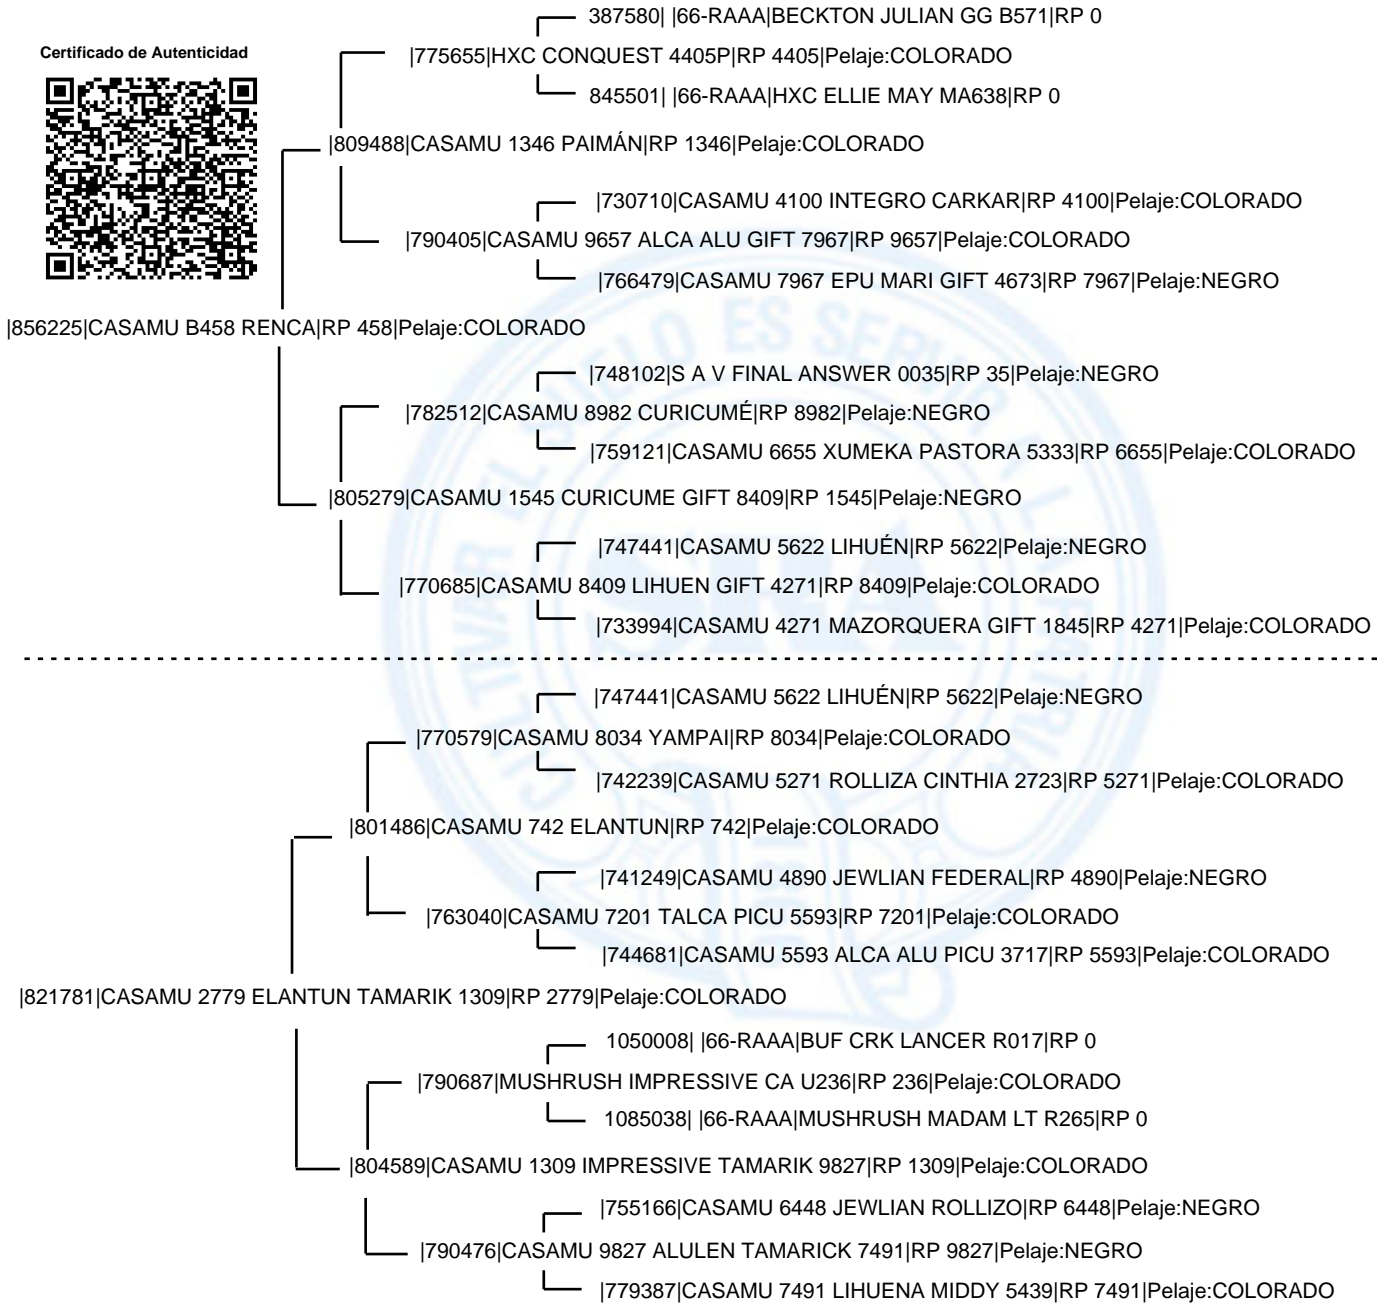 387580| |66-RAAA|BECKTON JULIAN GG B571|RP 0
Certificado de Autenticidad
|775655|HXC CONQUEST 4405P|RP 4405|Pelaje:COLORADO
845501| |66-RAAA|HXC ELLIE MAY MA638|RP 0
|809488|CASAMU 1346 PAIMÁN|RP 1346|Pelaje:COLORADO
|730710|CASAMU 4100 INTEGRO CARKAR|RP 4100|Pelaje:COLORADO
|790405|CASAMU 9657 ALCA ALU GIFT 7967|RP 9657|Pelaje:COLORADO
|766479|CASAMU 7967 EPU MARI GIFT 4673|RP 7967|Pelaje:NEGRO
|856225|CASAMU B458 RENCA|RP 458|Pelaje:COLORADO
|748102|S A V FINAL ANSWER 0035|RP 35|Pelaje:NEGRO
|782512|CASAMU 8982 CURICUMÉ|RP 8982|Pelaje:NEGRO
|759121|CASAMU 6655 XUMEKA PASTORA 5333|RP 6655|Pelaje:COLORADO
|805279|CASAMU 1545 CURICUME GIFT 8409|RP 1545|Pelaje:NEGRO
|747441|CASAMU 5622 LIHUÉN|RP 5622|Pelaje:NEGRO
|770685|CASAMU 8409 LIHUEN GIFT 4271|RP 8409|Pelaje:COLORADO
|733994|CASAMU 4271 MAZORQUERA GIFT 1845|RP 4271|Pelaje:COLORADO
|747441|CASAMU 5622 LIHUÉN|RP 5622|Pelaje:NEGRO
|770579|CASAMU 8034 YAMPAI|RP 8034|Pelaje:COLORADO
|742239|CASAMU 5271 ROLLIZA CINTHIA 2723|RP 5271|Pelaje:COLORADO
|801486|CASAMU 742 ELANTUN|RP 742|Pelaje:COLORADO
|741249|CASAMU 4890 JEWLIAN FEDERAL|RP 4890|Pelaje:NEGRO
|763040|CASAMU 7201 TALCA PICU 5593|RP 7201|Pelaje:COLORADO
|744681|CASAMU 5593 ALCA ALU PICU 3717|RP 5593|Pelaje:COLORADO
|821781|CASAMU 2779 ELANTUN TAMARIK 1309|RP 2779|Pelaje:COLORADO
1050008| |66-RAAA|BUF CRK LANCER R017|RP 0
|790687|MUSHRUSH IMPRESSIVE CA U236|RP 236|Pelaje:COLORADO
1085038| |66-RAAA|MUSHRUSH MADAM LT R265|RP 0
|804589|CASAMU 1309 IMPRESSIVE TAMARIK 9827|RP 1309|Pelaje:COLORADO
|755166|CASAMU 6448 JEWLIAN ROLLIZO|RP 6448|Pelaje:NEGRO
|790476|CASAMU 9827 ALULEN TAMARICK 7491|RP 9827|Pelaje:NEGRO
|779387|CASAMU 7491 LIHUENA MIDDY 5439|RP 7491|Pelaje:COLORADO
CULTIVAR EL SUELO ES SERVIR A LA PATRIA
SRA